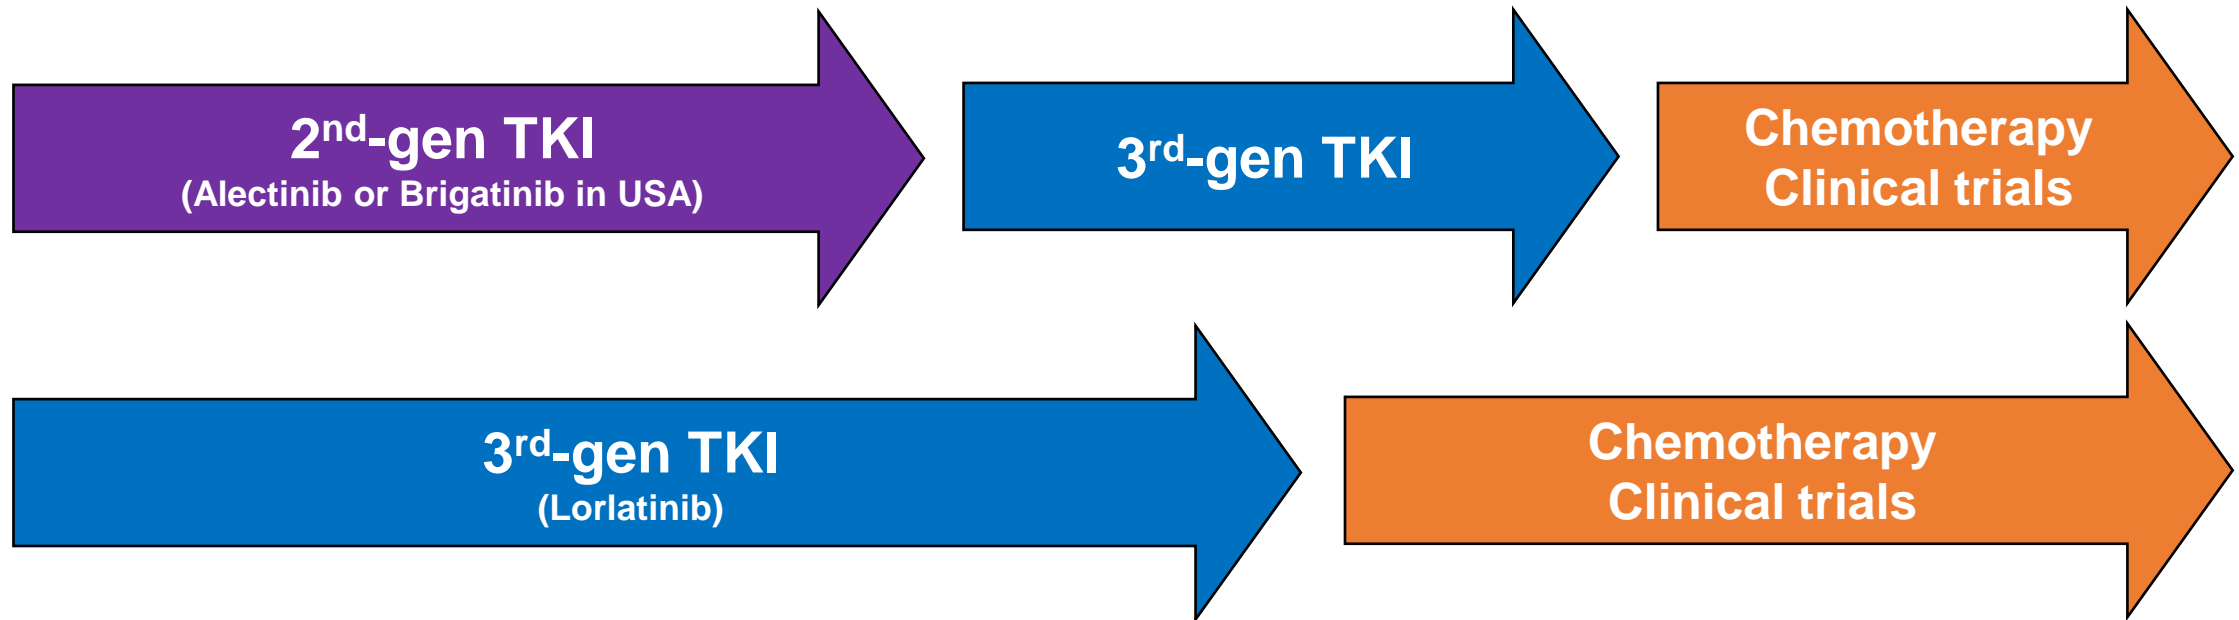 2nd-gen TKI
(Alectinib or Brigatinib in USA)
3rd-gen TKI
Chemotherapy
Clinical trials
3rd-gen TKI
(Lorlatinib)
Chemotherapy
Clinical trials